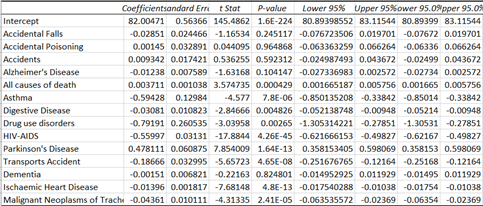 Coefficients tandard Erro t Stat P-value Lower 95% Upper 95% ower 95.0% pper 95.0%
Intercept 82.00471 0.56366 145.4862 1.6E-224 80.89398552 83.11544 80.89399 83.11544
Accidental Falls -0.02851 0.024466 -1.16534 0.245117 -0.076723506 0.019701 -0.07672 0.019701
Accidental Poisoning 0.00145 0.032891 0.044095 0.964868 -0.063363259 0.066264 -0.06336 0.066264
Accidents 0.009342 0.017421 0.536255 0.592312 -0.024987493 0.043672 -0.02499 0.043672
Alzheimer's Disease -0.01238 0.007589 -1.63168 0.104147 -0.027336983 0.002572 -0.02734 0.002572
All causes of death 0.003711 0.001038 3.574735 0.000429 0.001665187 0.005756 0.001665 0.005756
Asthma -0.59428 0.12984 -4.577 7.8E-06 -0.850135208 -0.33842 -0.85014 -0.33842
Digestive Disease -0.03081 0.010823 -2.84666 0.004826 -0.052138748 -0.00948 -0.05214 -0.00948
Drug use disorders -0.79191 0.260535 -3.03958 0.00265 -1.305314221 -0.27851 -1.30531 -0.27851
HIV-AIDS -0.55997 0.03131 -17.8844 4.26E-45 -0.621666153 -0.49827 -0.62167 -0.49827
Parkinson's Disease 0.478111 0.060875 7.854009 1.64E-13 0.358153405 0.598069 0.358153 0.598069
Transports Accident -0.18666 0.032995 -5.65723 4.65E-08 -0.251676765 -0.12164 -0.25168 -0.12164
Dementia -0.00151 0.006821 -0.22163 0.824801 -0.014952925 0.011929 -0.01495 0.011929
Ischaemic Heart Disease -0.01396 0.001817 -7.68148 4.8E-13 -0.017540288 -0.01038 -0.01754 -0.01038
Malignant Neoplasms of Trache -0.04361 0.010111 -4.31335 2.41E-05 -0.063535572 -0.02369 -0.06354 -0.02369